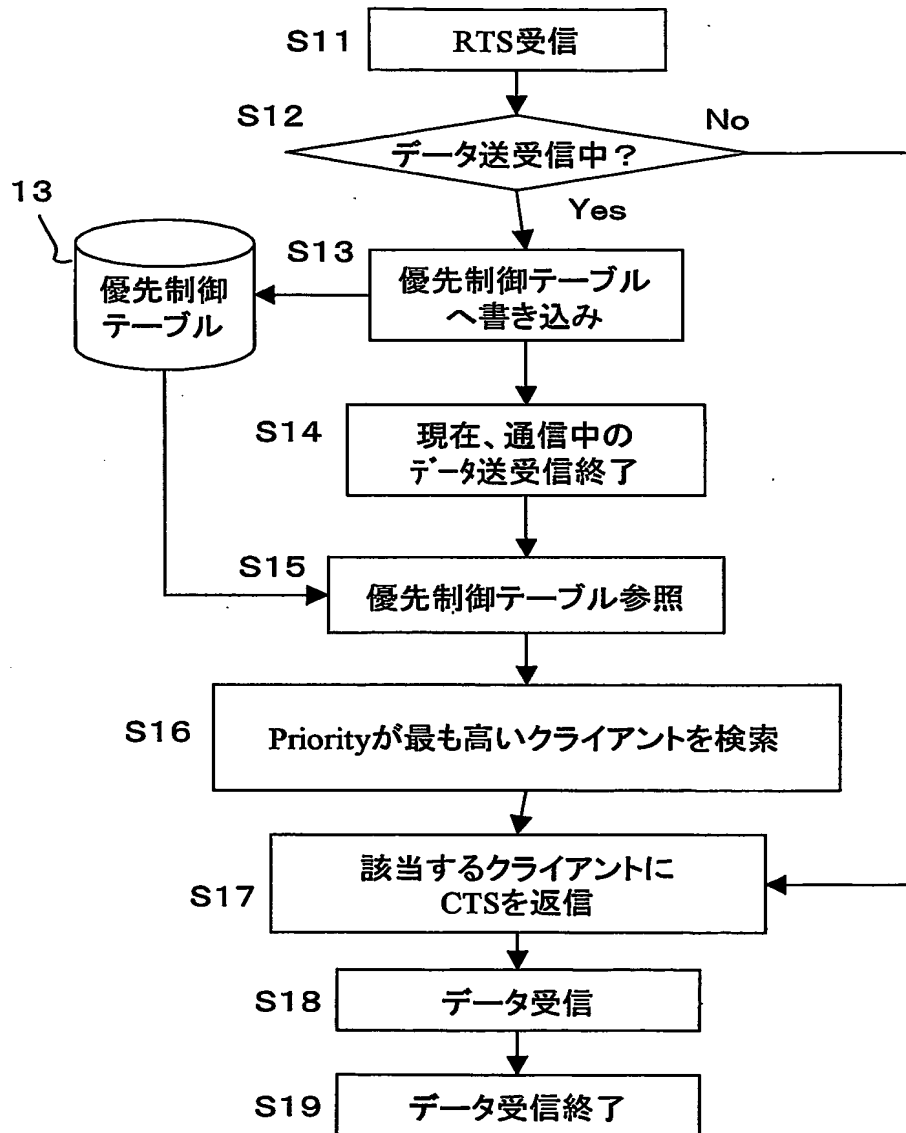 S11
RTS受信
S12
データ送受信中？
No
Yes
13
優先制御
テーブル
S13
優先制御テーブル
へ書き込み
S14
現在、通信中の
データ送受信終了
S15
優先制御テーブル参照
S16
Priorityが最も高いクライアントを検索
S17
該当するクライアントに
CTSを返信
S18
データ受信
S19
データ受信終了